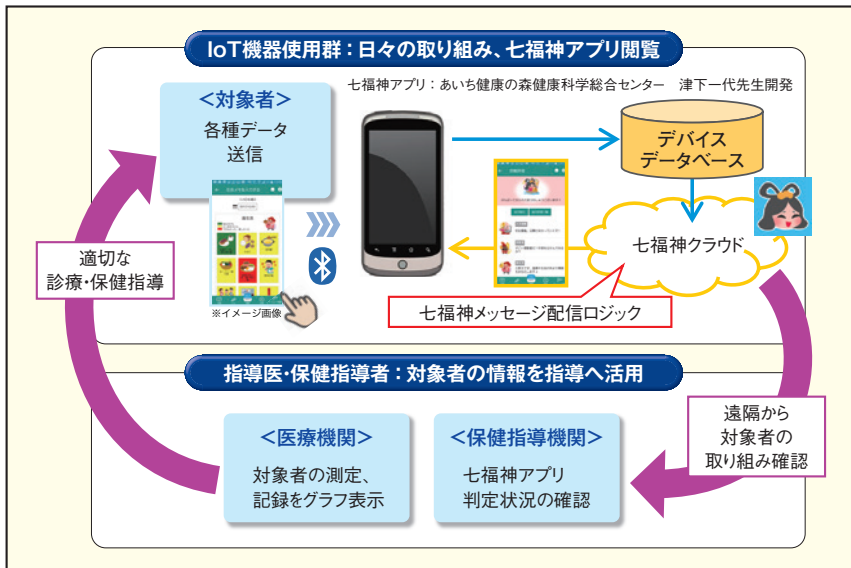 IoT機器使用群：日々の取り組み、七福神アプリ閲覧
七福神アプリ：あいち健康の森健康科学総合センター　津下一代先生開発
＜対象者＞
各種データ
送信
※イメージ画像
デバイス
データベース
七福神クラウド
七福神メッセージ配信ロジック
適切な
診療・保健指導
遠隔から
対象者の
取り組み確認
指導医・保健指導者：対象者の情報を指導へ活用
＜医療機関＞
対象者の測定、
記録をグラフ表示
＜保健指導機関＞
七福神アプリ
判定状況の確認